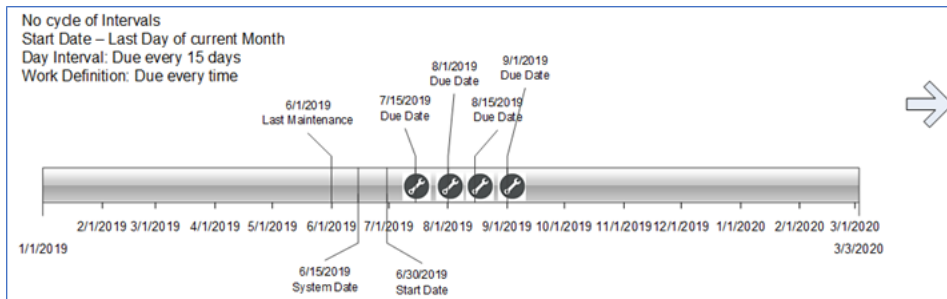 No cycle of Intervals
Start Date – Last Day of current Month
Day Interval: Due every 15 days
Work Definition: Due every time
9/1/2019
Due Date
8/1/2019
Due Date
7/15/2019
Due Date
8/15/2019
Due Date
6/1/2019
Last Maintenance
2/1/2019 3/1/2019 4/1/2019 5/1/2019 6/1/2019 7/1/2019 8/1/2019 9/1/2019 10/1/2019 11/1/2019 12/1/2019 1/1/2020 2/1/2020 3/1/2020
1/1/2019 3/3/2020
6/15/2019
System Date
6/30/2019
Start Date